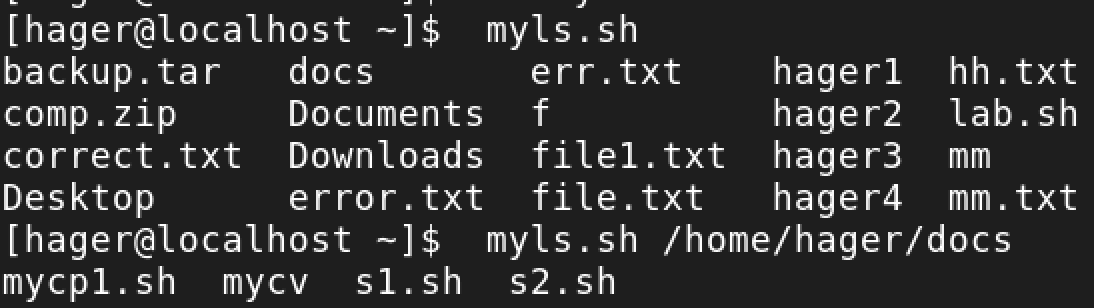 [hager@localhost ~]$  myls.sh
backup.tar   docs         err.txt    hager1  hh.txt
comp.zip     Documents  f          hager2  lab.sh
correct.txt  Downloads  file1.txt  hager3  mm
Desktop      error.txt  file.txt   hager4  mm.txt
[hager@localhost ~]$  myls.sh /home/hager/docs
mycp1.sh  mycv  s1.sh  s2.sh